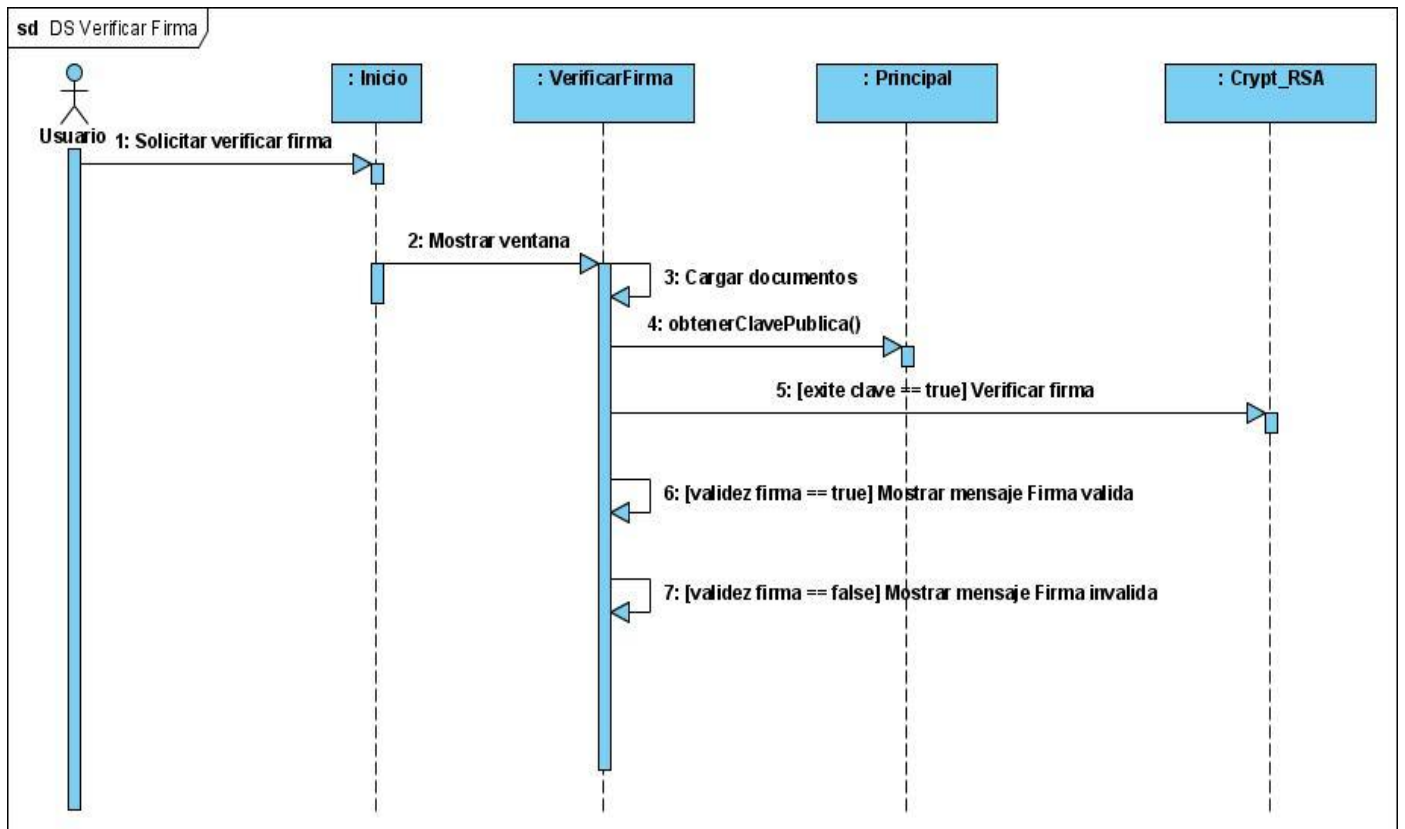 sd DS Verificar Firma
: Inicio
: VerificarFirma
: Principal
: Crypt_RSA
Usuario
1: Solicitar verificar firma
2: Mostrar ventana
3: Cargar documentos
4: obtenerClavePublica()
5: [exite clave == true] Verificar firma
6: [validez firma == true] Mostrar mensaje Firma valida
7: [validez firma == false] Mostrar mensaje Firma invalida